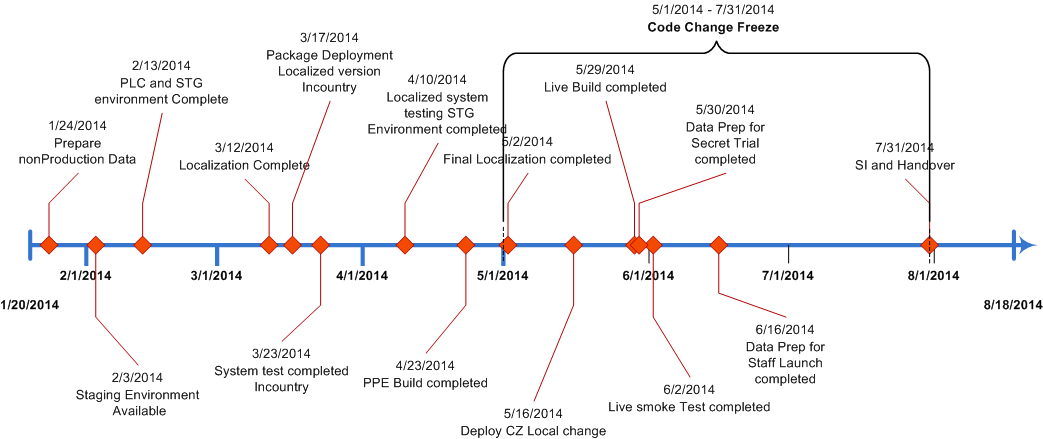 5/1/2014 - 7/31/2014
Code Change Freeze
3/17/2014
Package Deployment
Localized version
Incountry
2/13/2014
PLC and STG
environment Complete
4/10/2014
Localized system
testing STG
Environment completed
5/29/2014
Live Build completed
5/30/2014
Data Prep for
Secret Trial
completed
1/24/2014
Prepare
nonProduction Data
3/12/2014
Localization Complete
5/2/2014
Final Localization completed
7/31/2014
SI and Handover
2/1/2014
3/1/2014
4/1/2014
5/1/2014
6/1/2014
7/1/2014
8/1/2014
1/20/2014
8/18/2014
2/3/2014
Staging Environment
Available
3/23/2014
System test completed
Incountry
4/23/2014
PPE Build completed
5/16/2014
Deploy CZ Local change
6/2/2014
Live smoke Test completed
6/16/2014
Data Prep for
Staff Launch
completed